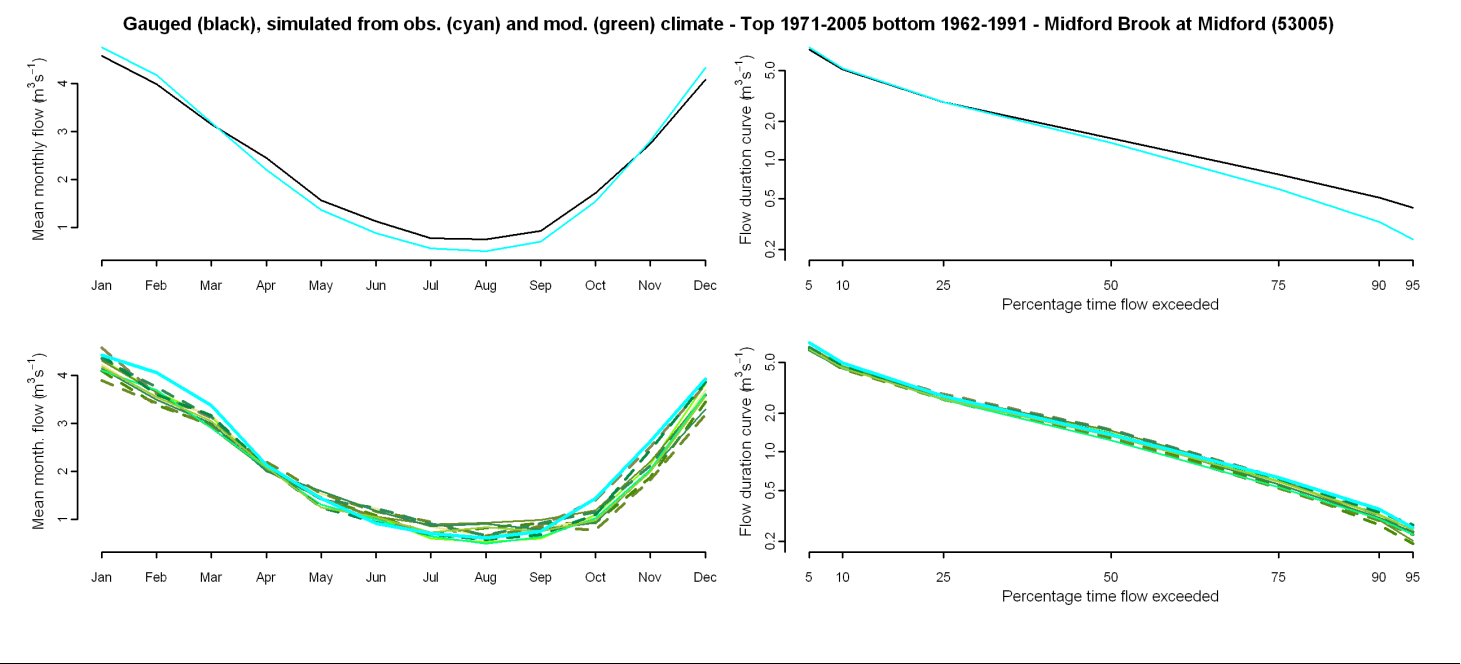 Gauged (black), simulated from obs. (cyan) and mod. (green) climate - Top 1971-2005 bottom 1962-1991 - Midford Brook at Midford (53005)
Mean monthly flow (m³s⁻¹)
4
3
2
1
Jan Feb Mar Apr May Jun Jul Aug Sep Oct Nov Dec
Flow duration curve (m³s⁻¹)
5.0
2.0
1.0
0.5
0.2
5 10 25 50 75 90 95
Percentage time flow exceeded
Mean month. flow (m³s⁻¹)
4
3
2
1
Jan Feb Mar Apr May Jun Jul Aug Sep Oct Nov Dec
Flow duration curve (m³s⁻¹)
5.0
2.0
1.0
0.5
0.2
5 10 25 50 75 90 95
Percentage time flow exceeded